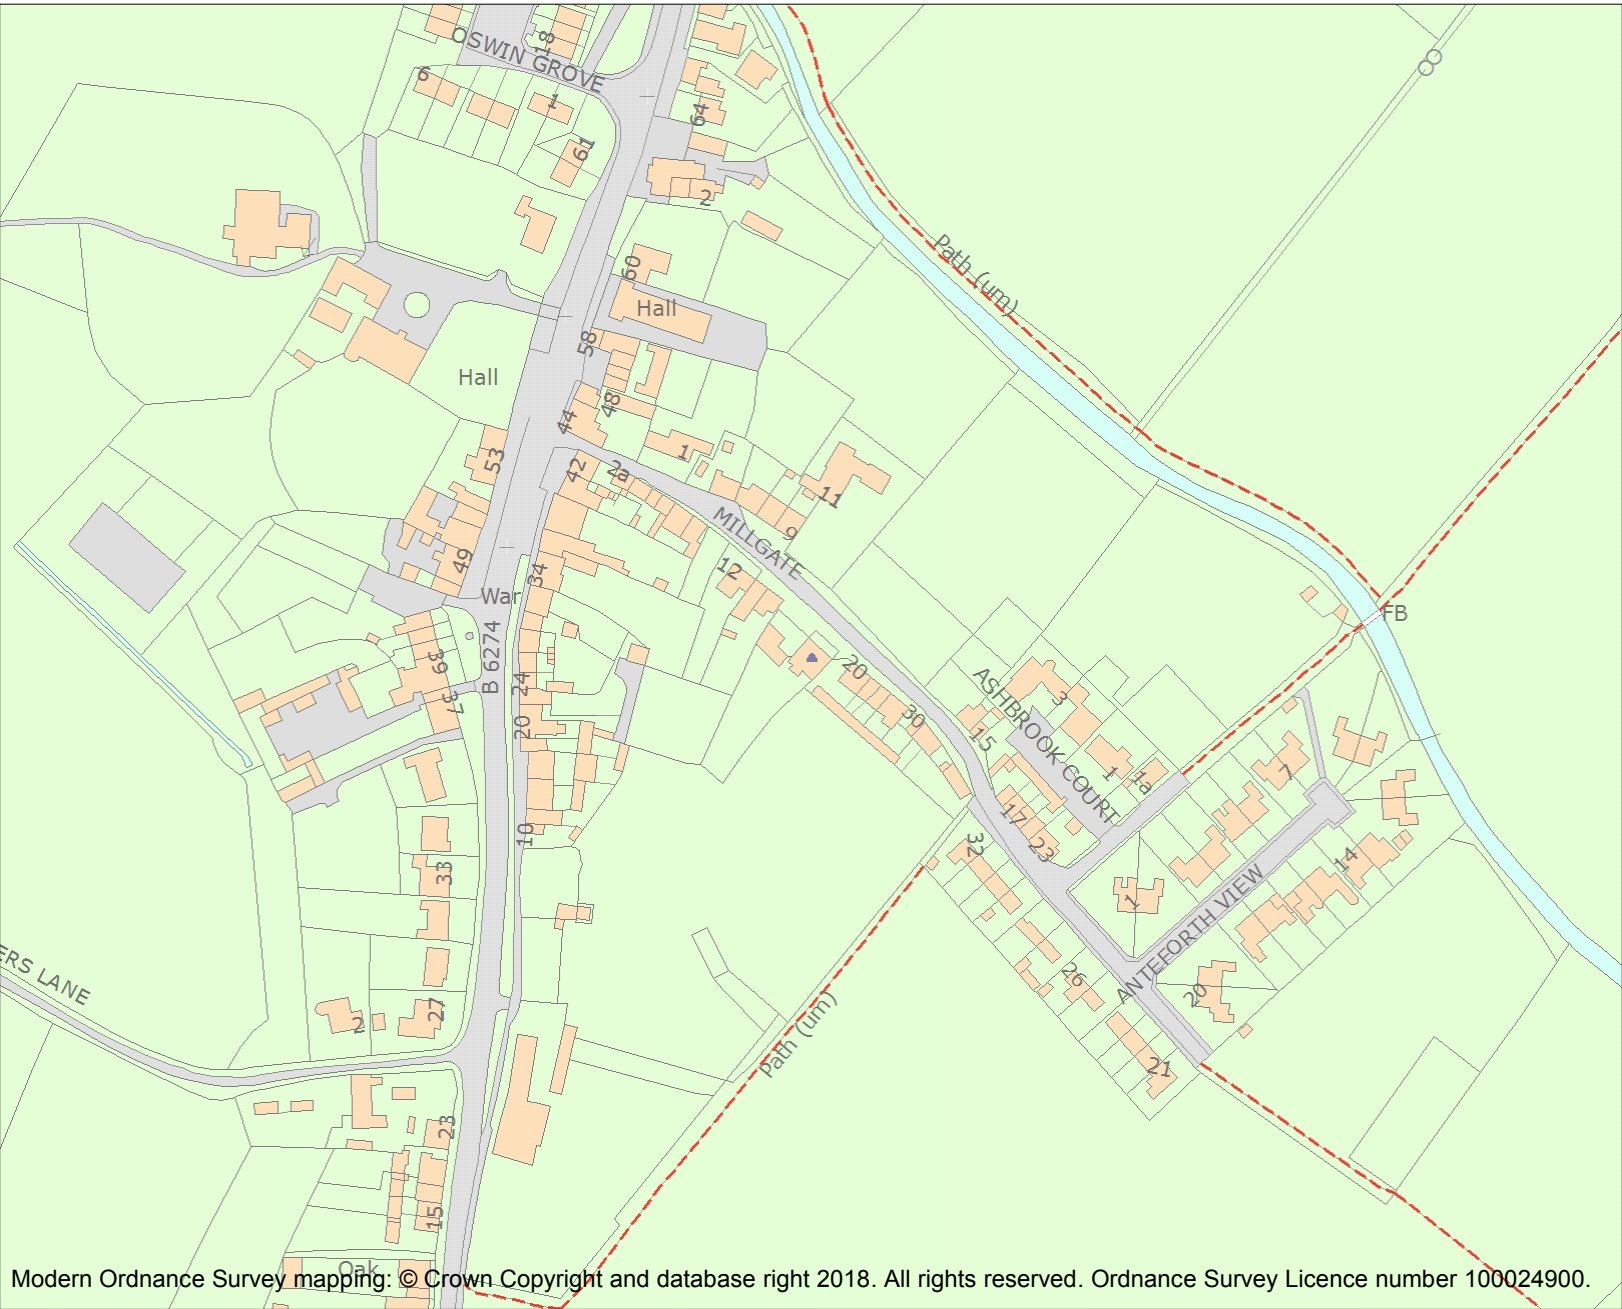 OSWIN GROVE
18
6
1
61
64
2
Path (um)
60
Hall
58
Hall
48
44
53
42
2a
1
11
9
MILLGATE
49
34
12
War
B 6274
FB
39
37
24
20
20
30
ASHBROOK COURT
3
15
1
1a
7
17
23
10
33
32
14
1
ANTEFORTH VIEW
26
20
ERS LANE
2
27
Path (um)
21
23
15
Oak
Modern Ordnance Survey mapping: © Crown Copyright and database right 2018. All rights reserved. Ordnance Survey Licence number 100024900.